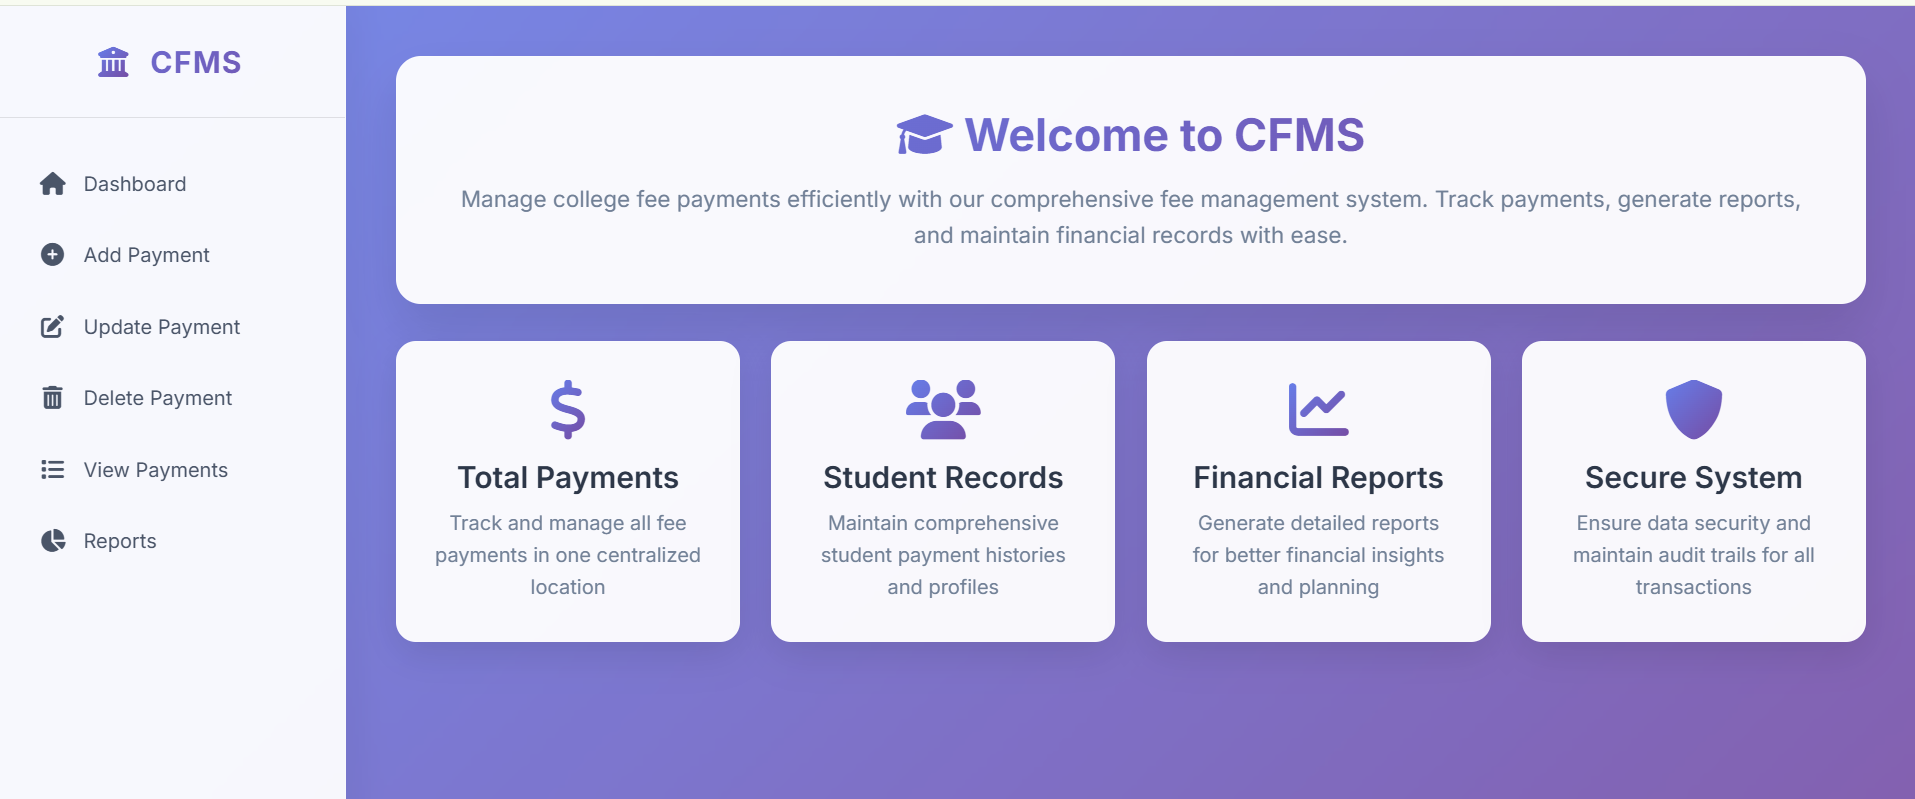 CFMS
Dashboard
Add Payment
Update Payment
Delete Payment
View Payments
Reports
Welcome to CFMS
Manage college fee payments efficiently with our comprehensive fee management system. Track payments, generate reports,
and maintain financial records with ease.
Total Payments
Track and manage all fee
payments in one centralized
location
Student Records
Maintain comprehensive
student payment histories
and profiles
Financial Reports
Generate detailed reports
for better financial insights
and planning
Secure System
Ensure data security and
maintain audit trails for all
transactions